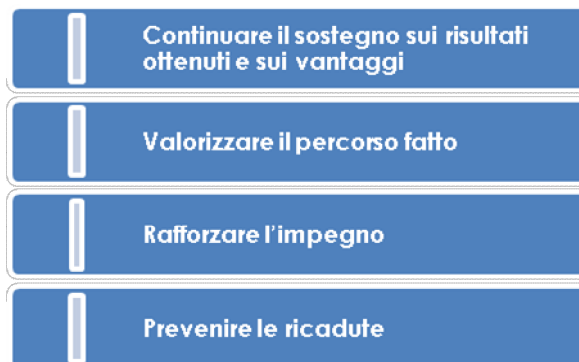 Continuare il sostegno sui risultati
ottenuti e sui vantaggi
Valorizzare il percorso fatto
Rafforzare l'impegno
Prevenire le ricadute